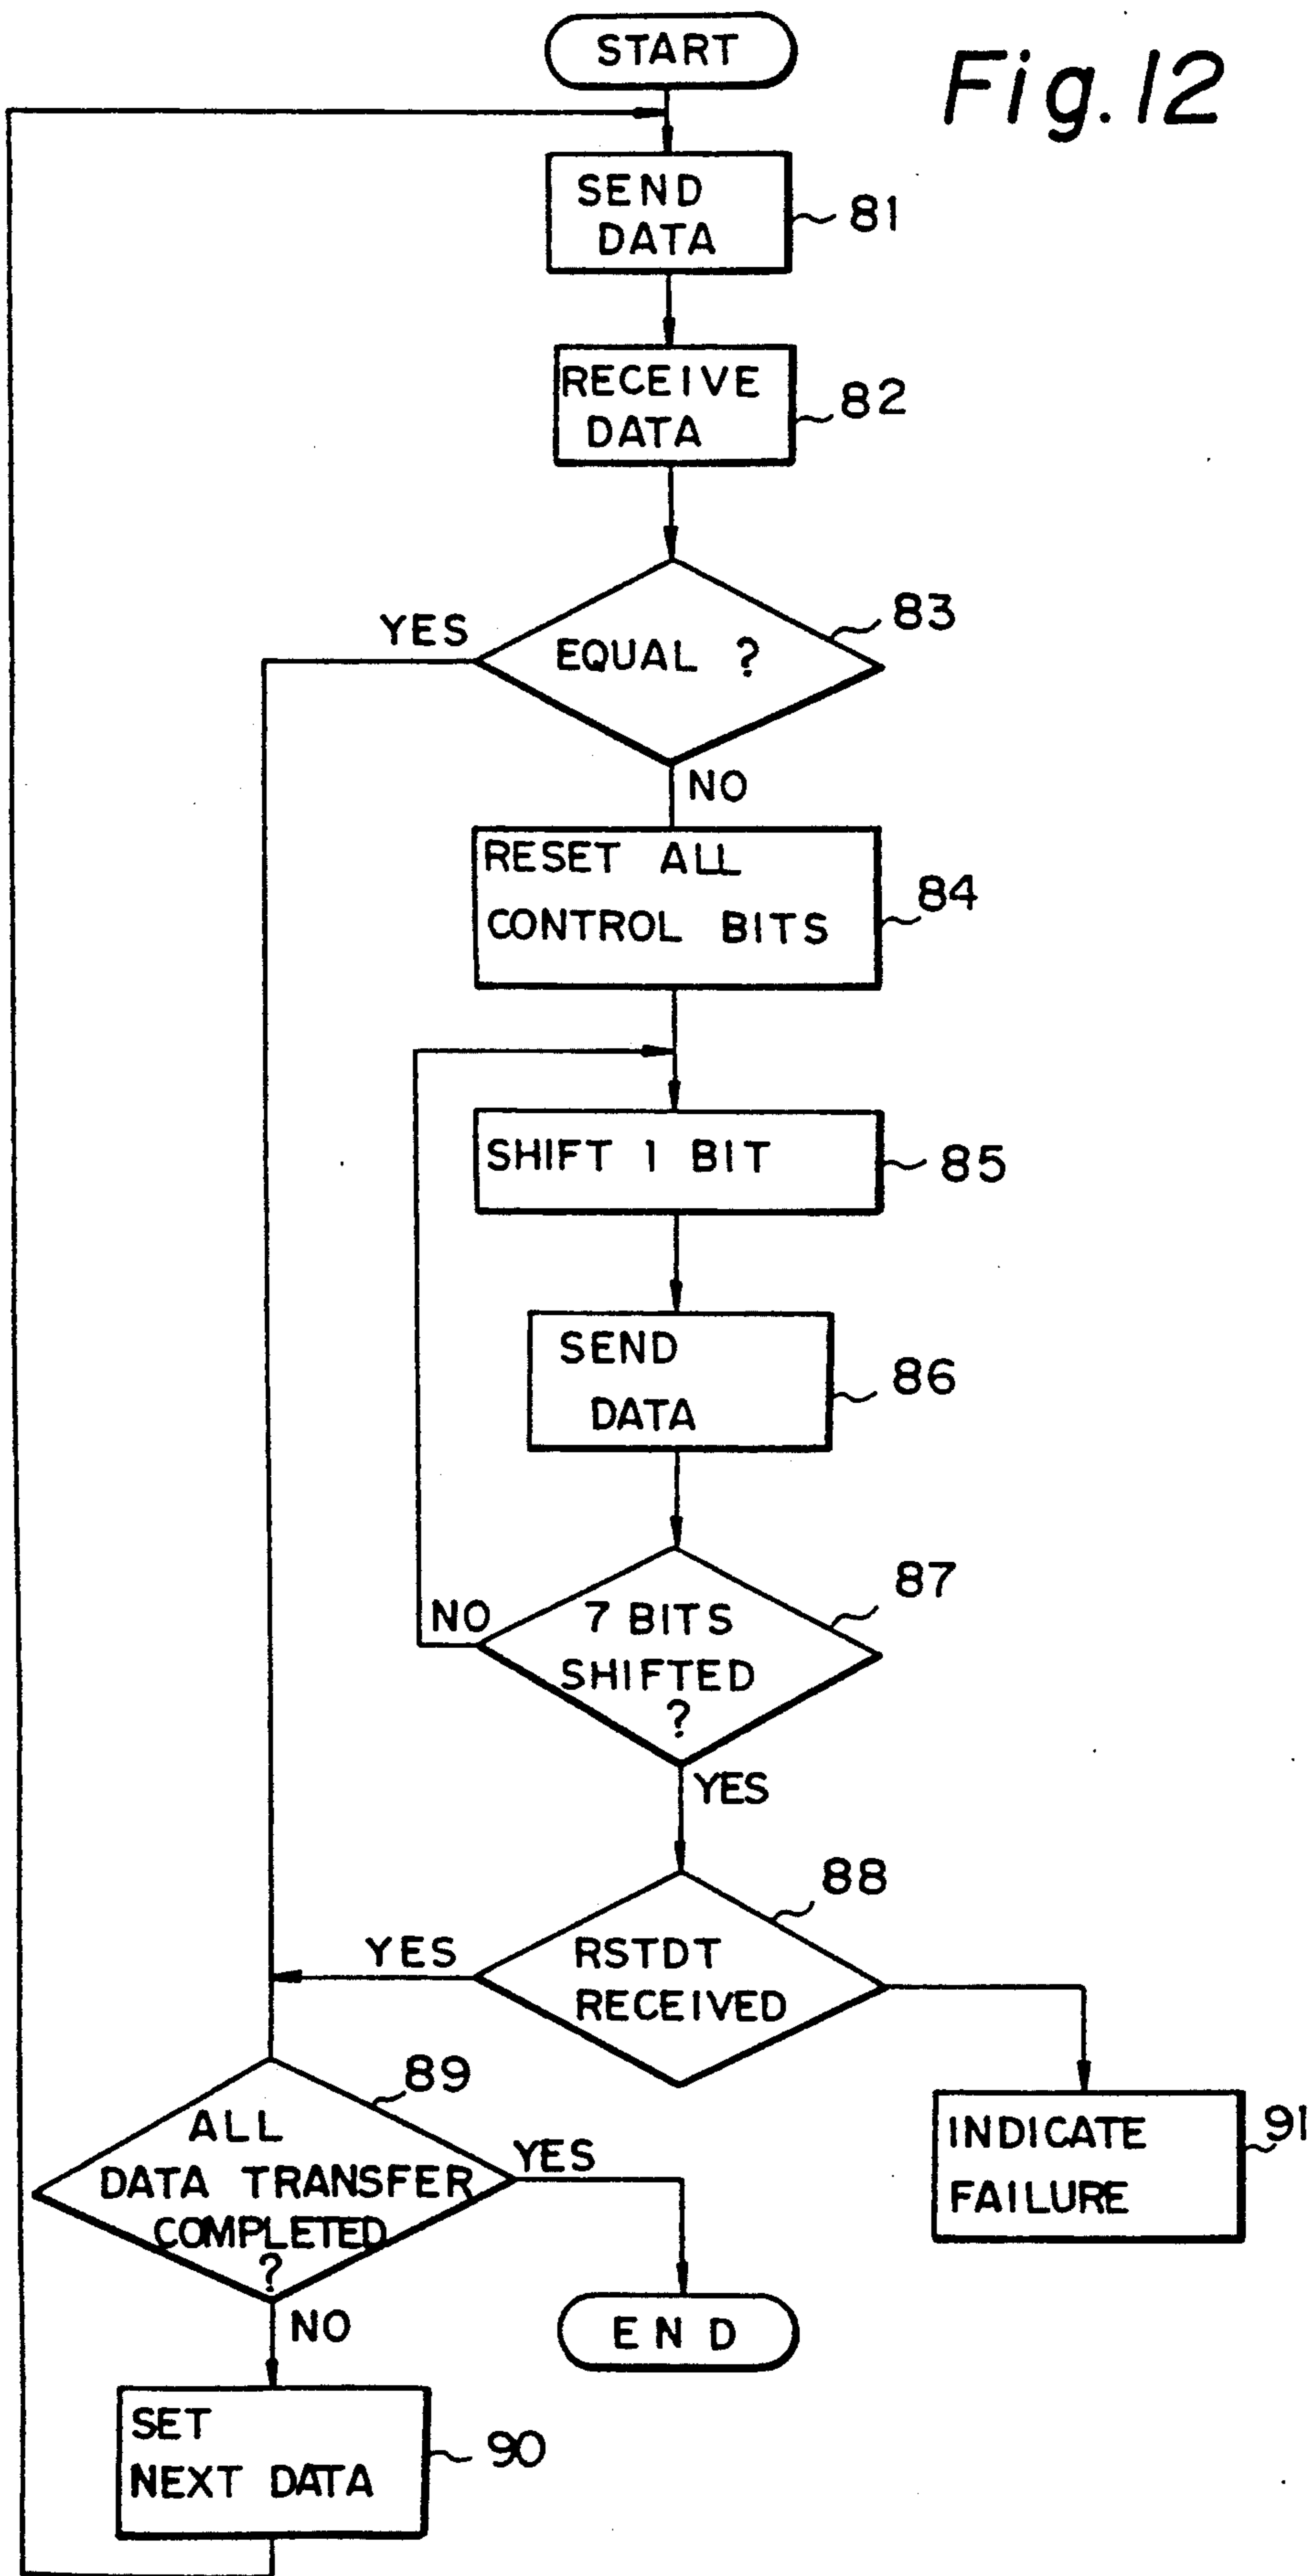 Fig. 12
START
SEND
DATA
81
RECEIVE
DATA
82
EQUAL ?
83
YES
NO
RESET ALL
CONTROL BITS
84
SHIFT 1 BIT
85
SEND
DATA
86
7 BITS
SHIFTED
?
87
NO
YES
RSTDT
RECEIVED
88
YES
ALL
DATA TRANSFER
COMPLETED
?
89
YES
NO
INDICATE
FAILURE
91
END
SET
NEXT DATA
90